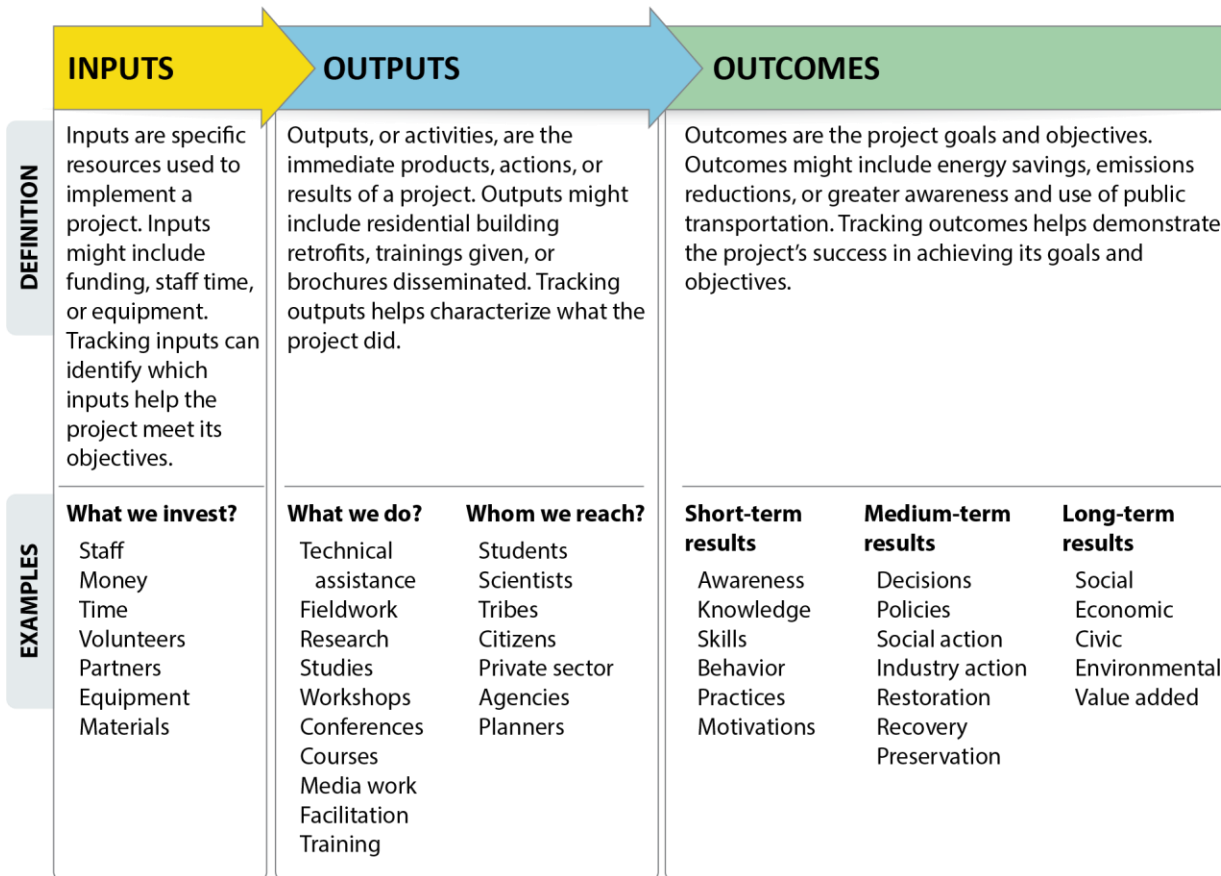 INPUTS
OUTPUTS
OUTCOMES
DEFINITION
Inputs are specific
resources used to
implement a
project. Inputs
might include
funding, staff time,
or equipment.
Tracking inputs can
identify which
inputs help the
project meet its
objectives.
Outputs, or activities, are the
immediate products, actions, or
results of a project. Outputs might
include residential building
retrofits, trainings given, or
brochures disseminated. Tracking
outputs helps characterize what the
project did.
Outcomes are the project goals and objectives.
Outcomes might include energy savings, emissions
reductions, or greater awareness and use of public
transportation. Tracking outcomes helps demonstrate
the project’s success in achieving its goals and
objectives.
EXAMPLES
What we invest?
Staff
Money
Time
Volunteers
Partners
Equipment
Materials
What we do?
Technical
assistance
Fieldwork
Research
Studies
Workshops
Conferences
Courses
Media work
Facilitation
Training
Whom we reach?
Students
Scientists
Tribes
Citizens
Private sector
Agencies
Planners
Short-term
results
Awareness
Knowledge
Skills
Behavior
Practices
Motivations
Medium-term
results
Decisions
Policies
Social action
Industry action
Restoration
Recovery
Preservation
Long-term
results
Social
Economic
Civic
Environmental
Value added